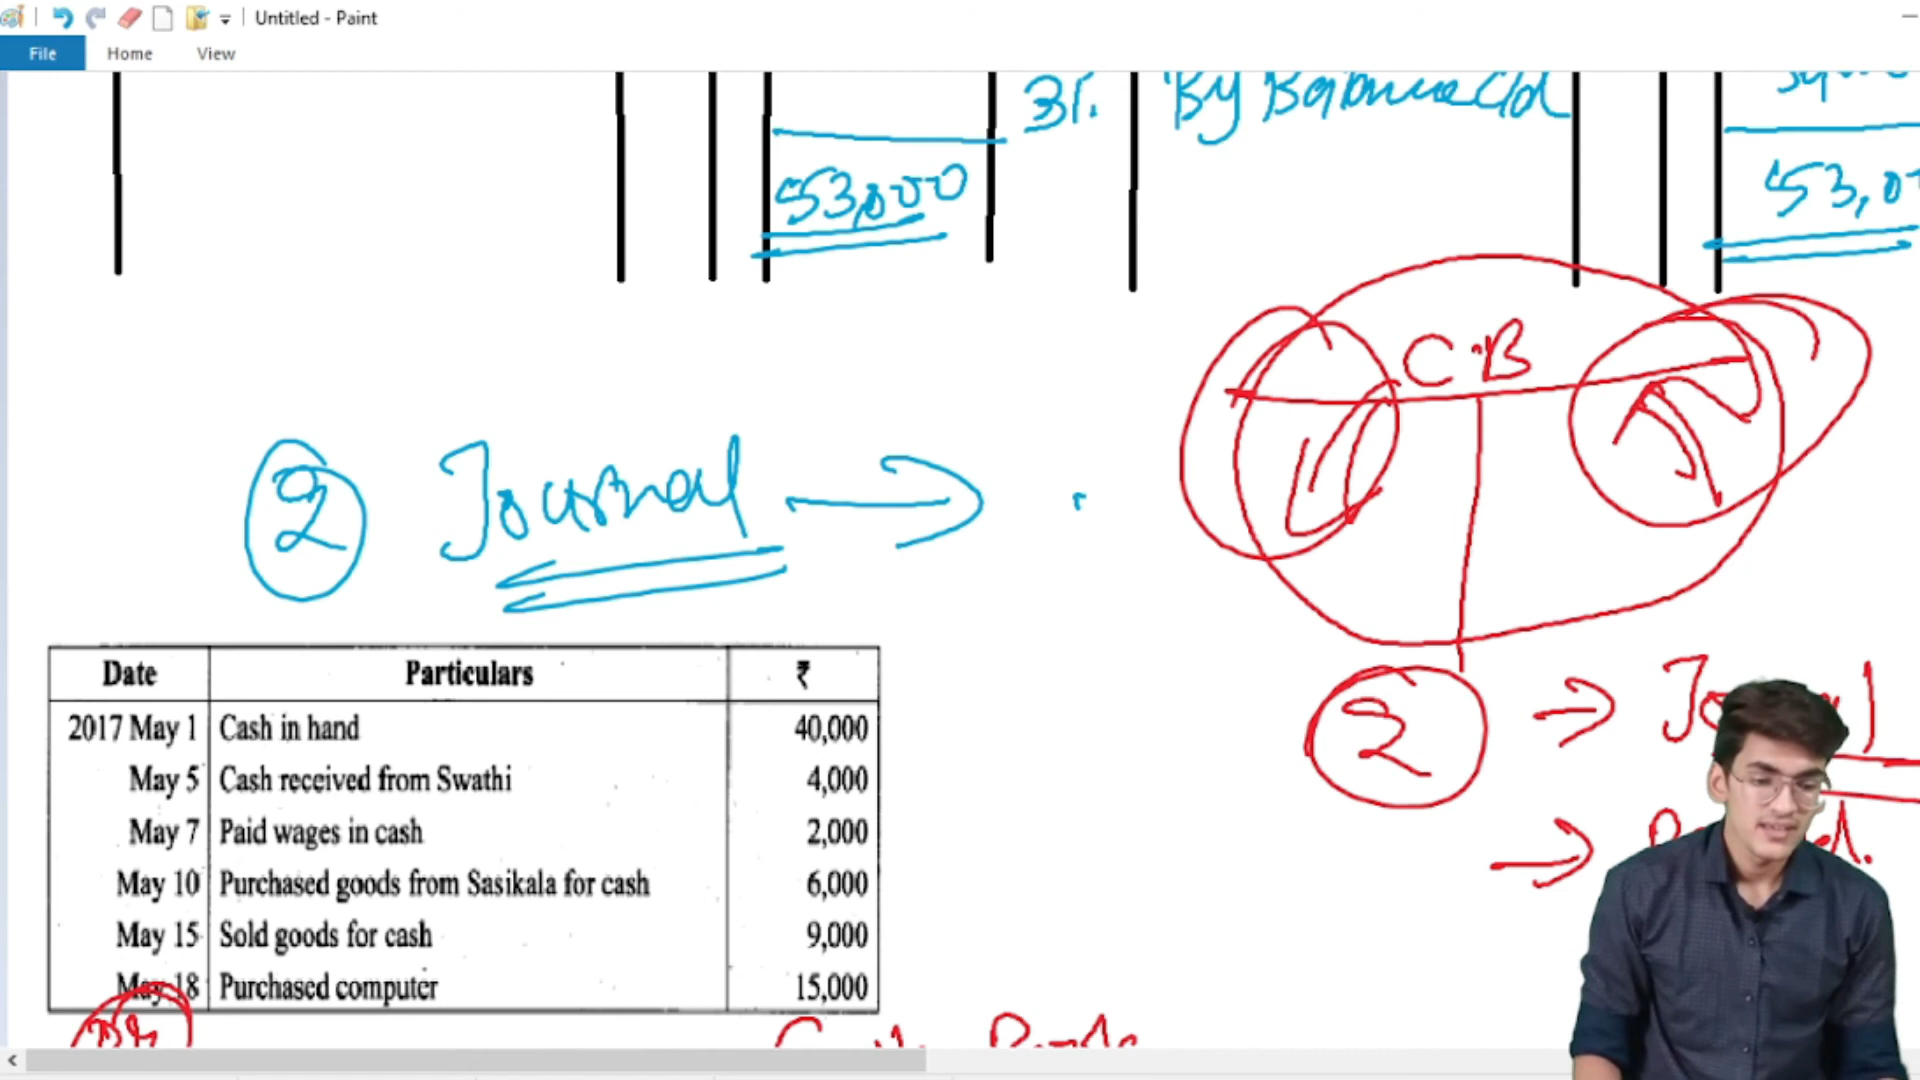 Untitled - Paint
File Home View
31. By Balance C/d
53,000
C.B
2 Journal
2
Date Particulars ₹
2017 May 1 Cash in hand 40,000
May 5 Cash received from Swathi 4,000
May 7 Paid wages in cash 2,000
May 10 Purchased goods from Sasikala for cash 6,000
May 15 Sold goods for cash 9,000
May 18 Purchased computer 15,000